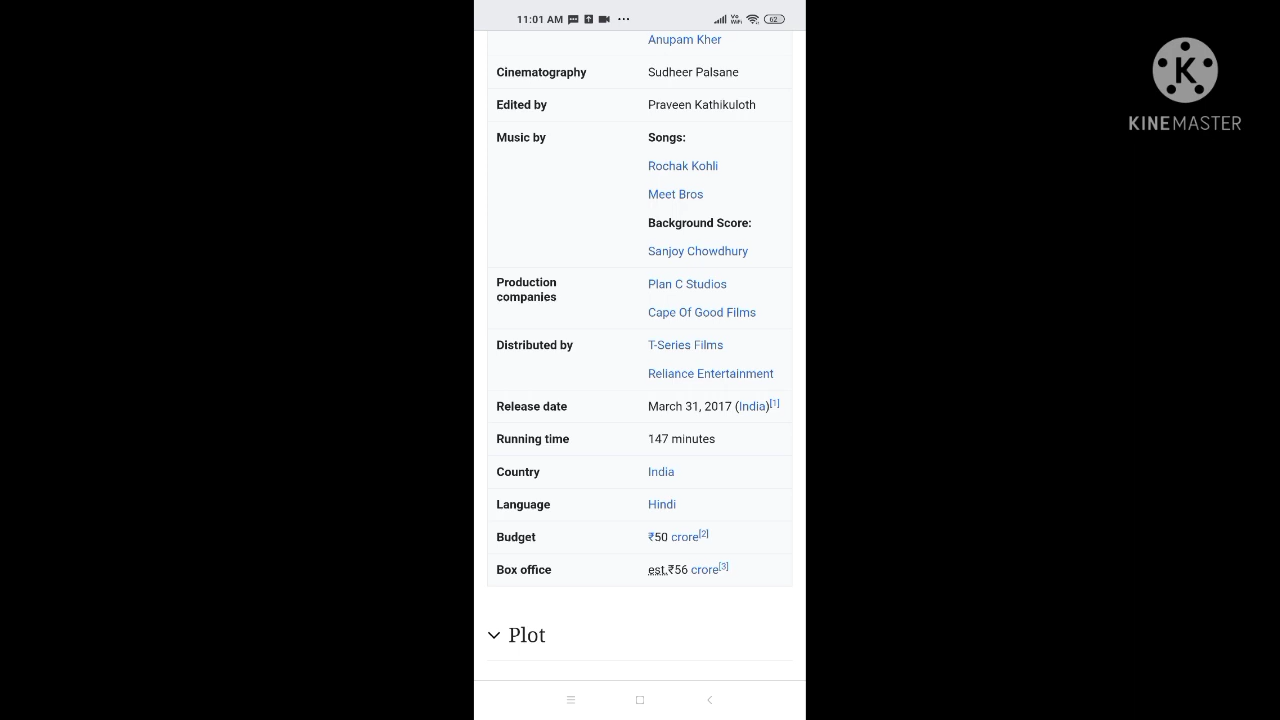 11:01 AM
Vo
WiFi
62
Anupam Kher
Cinematography
Sudheer Palsane
Edited by
Praveen Kathikuloth
Music by
Songs:
Rochak Kohli
Meet Bros
Background Score:
Sanjoy Chowdhury
Production
companies
Plan C Studios
Cape Of Good Films
Distributed by
T-Series Films
Reliance Entertainment
Release date
March 31, 2017 (India)[1]
Running time
147 minutes
Country
India
Language
Hindi
Budget
₹50 crore[2]
Box office
est.₹56 crore[3]
Plot
K
KINEMASTER